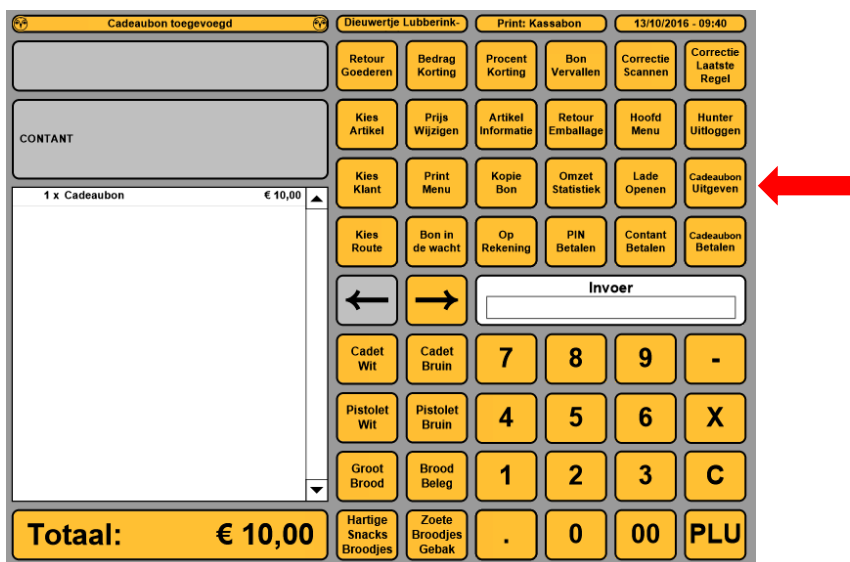 Cadeaubon toegevoegd
Dieuwertje Lubberink-
Print: Kassabon
13/10/2016 - 09:40
CONTANT
1 x Cadeaubon € 10,00
Totaal: € 10,00
Retour
Goederen
Bedrag
Korting
Procent
Korting
Bon
Vervallen
Correctie
Scannen
Correctie
Laatste
Regel
Kies
Artikel
Prijs
Wijzigen
Artikel
Informatie
Retour
Emballage
Hoofd
Menu
Hunter
Uitloggen
Kies
Klant
Print
Menu
Kopie
Bon
Omzet
Statistiek
Lade
Openen
Cadeaubon
Uitgeven
Kies
Route
Bon in
de wacht
Op
Rekening
PIN
Betalen
Contant
Betalen
Cadeaubon
Betalen
Invoer
Cadet
Wit
Cadet
Bruin
7
8
9
-
Pistolet
Wit
Pistolet
Bruin
4
5
6
X
Groot
Brood
Brood
Beleg
1
2
3
C
Hartige
Snacks
Broodjes
Zoete
Broodjes
Gebak
.
0
00
PLU